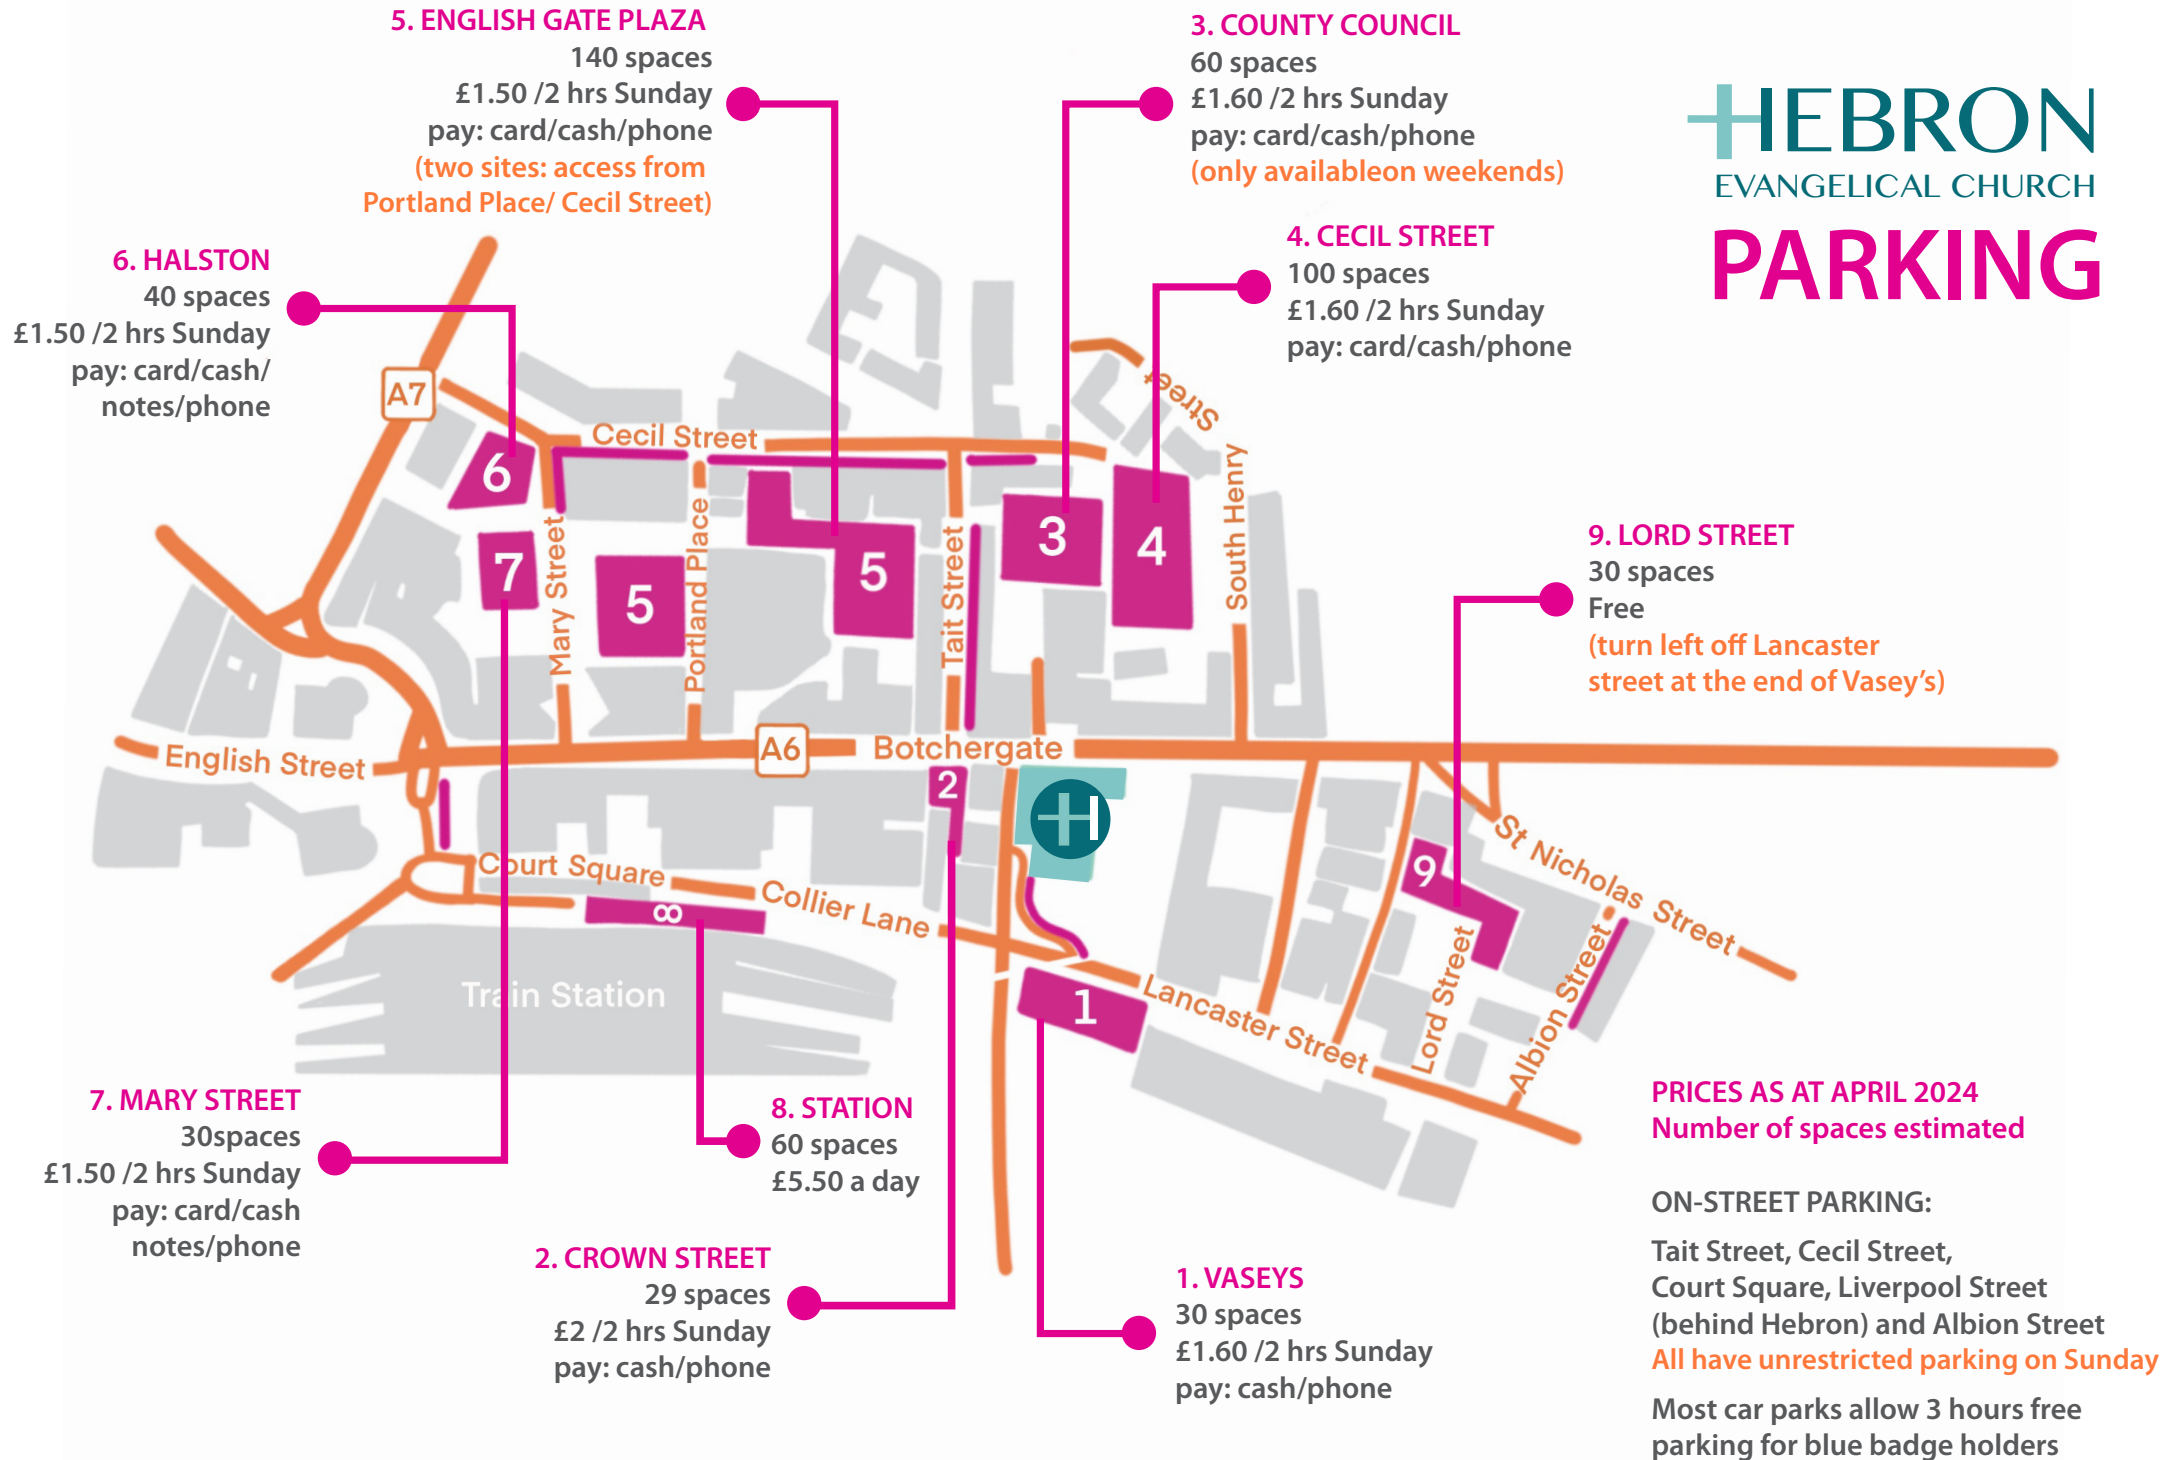 5. ENGLISH GATE PLAZA
140 spaces
£1.50 /2 hrs Sunday
pay: card/cash/phone
(two sites: access from
Portland Place/ Cecil Street)
3. COUNTY COUNCIL
60 spaces
£1.60 /2 hrs Sunday
pay: card/cash/phone
(only availableon weekends)
HEBRON
EVANGELICAL CHURCH
PARKING
4. CECIL STREET
100 spaces
£1.60 /2 hrs Sunday
pay: card/cash/phone
6. HALSTON
40 spaces
£1.50 /2 hrs Sunday
pay: card/cash/
notes/phone
A7
Cecil Street
Street
South Henry
6
7
Mary Street
5
Portland Place
5
Tait Street
3
4
9. LORD STREET
30 spaces
Free
(turn left off Lancaster
street at the end of Vasey's)
English Street
A6
Botchergate
2
H
Court Square
8
Collier Lane
Train Station
1
Lancaster Street
9
St Nicholas Street
Lord Street
Albion Street
7. MARY STREET
30spaces
£1.50 /2 hrs Sunday
pay: card/cash
notes/phone
8. STATION
60 spaces
£5.50 a day
2. CROWN STREET
29 spaces
£2 /2 hrs Sunday
pay: cash/phone
1. VASEYS
30 spaces
£1.60 /2 hrs Sunday
pay: cash/phone
PRICES AS AT APRIL 2024
Number of spaces estimated
ON-STREET PARKING:
Tait Street, Cecil Street,
Court Square, Liverpool Street
(behind Hebron) and Albion Street
All have unrestricted parking on Sunday
Most car parks allow 3 hours free
parking for blue badge holders